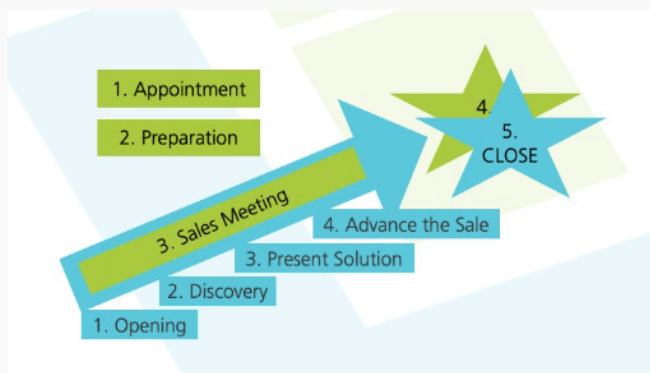 1. Appointment
2. Preparation
3. Sales Meeting
1. Opening
2. Discovery
3. Present Solution
4. Advance the Sale
4.
5.
CLOSE